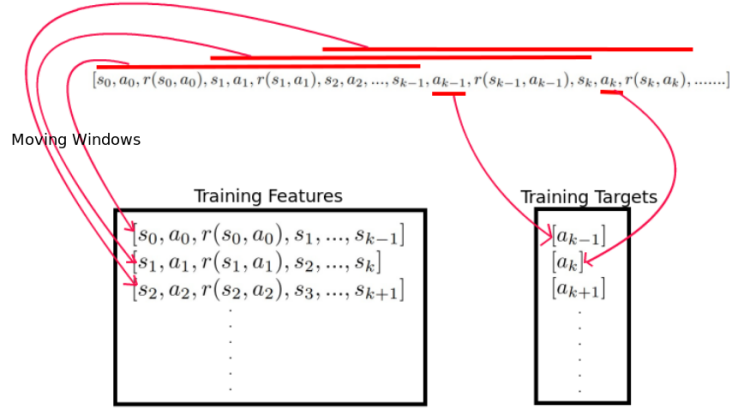 [s_0, a_0, r(s_0, a_0), s_1, a_1, r(s_1, a_1), s_2, a_2, ..., s_{k-1}, a_{k-1}, r(s_{k-1}, a_{k-1}), s_k, a_k, r(s_k, a_k), .......]
Moving Windows
Training Features
[s_0, a_0, r(s_0, a_0), s_1, ..., s_{k-1}]
[s_1, a_1, r(s_1, a_1), s_2, ..., s_k]
[s_2, a_2, r(s_2, a_2), s_3, ..., s_{k+1}]
Training Targets
[a_{k-1}]
[a_k]
[a_{k+1}]